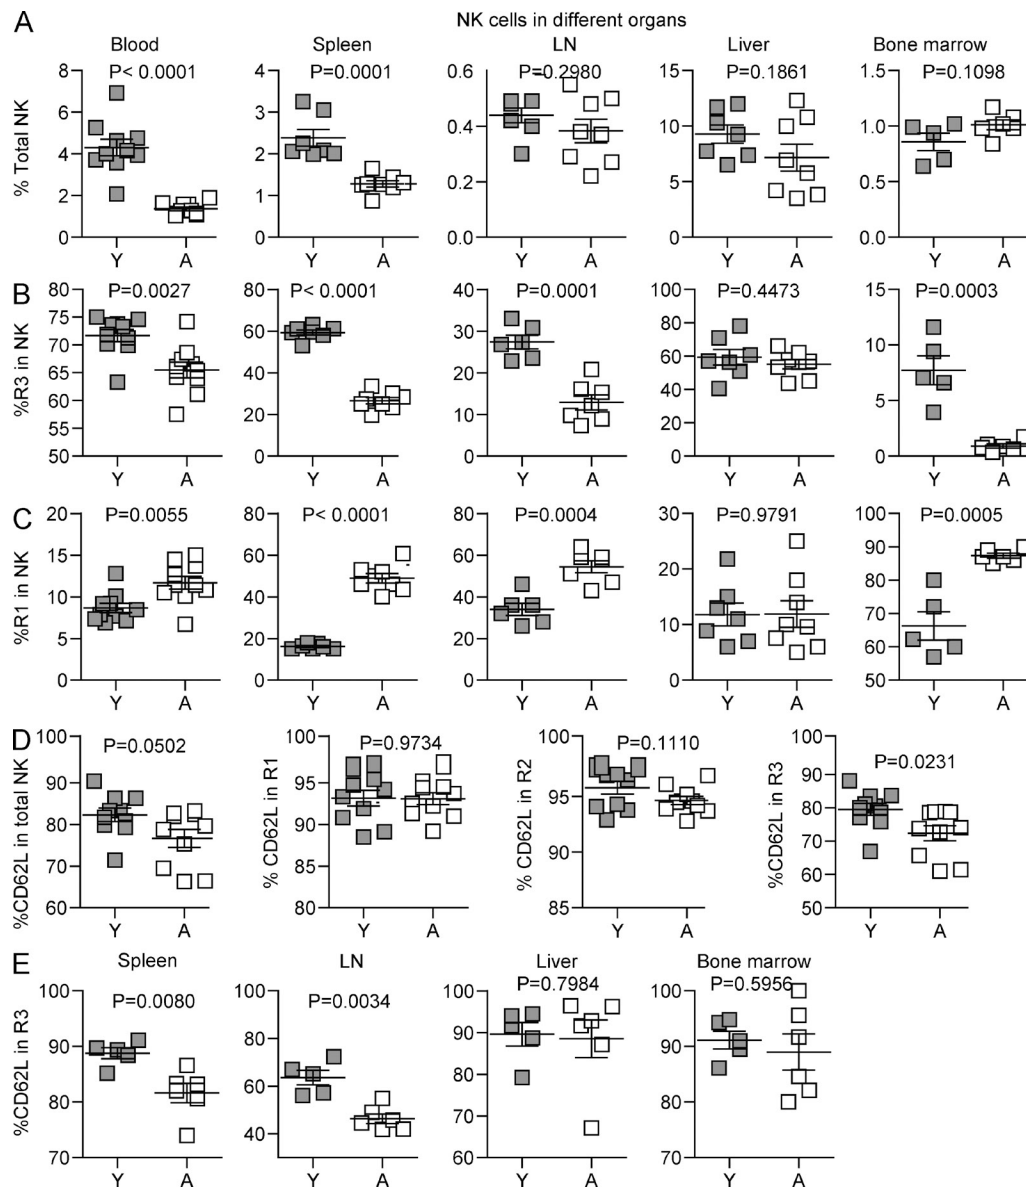 A
NK cells in different organs
Blood Spleen LN Liver Bone marrow
P< 0.0001 P=0.0001 P=0.2980 P=0.1861 P=0.1098
% Total NK
8 6 4 2 0
4 3 2 1 0
0.6 0.4 0.2 0.0
15 10 5 0
1.5 1.0 0.5 0.0
Y A Y A Y A Y A Y A
B
P=0.0027 P< 0.0001 P=0.0001 P=0.4473 P=0.0003
%R3 in NK
80 75 70 65 60 55 50
80 60 40 20 0
40 30 20 10 0
100 80 60 40 20 0
15 10 5 0
Y A Y A Y A Y A Y A
C
P=0.0055 P< 0.0001 P=0.0004 P=0.9791 P=0.0005
%R1 in NK
20 15 10 5 0
80 60 40 20 0
80 60 40 20 0
30 20 10 0
100 90 80 70 60 50
Y A Y A Y A Y A Y A
D
P=0.0502 P=0.9734 P=0.1110 P=0.0231
%CD62L in total NK
100 90 80 70 60
Y A
% CD62L in R1
100 95 90 85 80
Y A
% CD62L in R2
100 95 90 85
Y A
%CD62L in R3
100 90 80 70 60 50
Y A
E
Spleen LN Liver Bone marrow
P=0.0080 P=0.0034 P=0.7984 P=0.5956
%CD62L in R3
100 90 80 70
100 80 60 40
100 90 80 70 60
100 90 80 70
Y A Y A Y A Y A